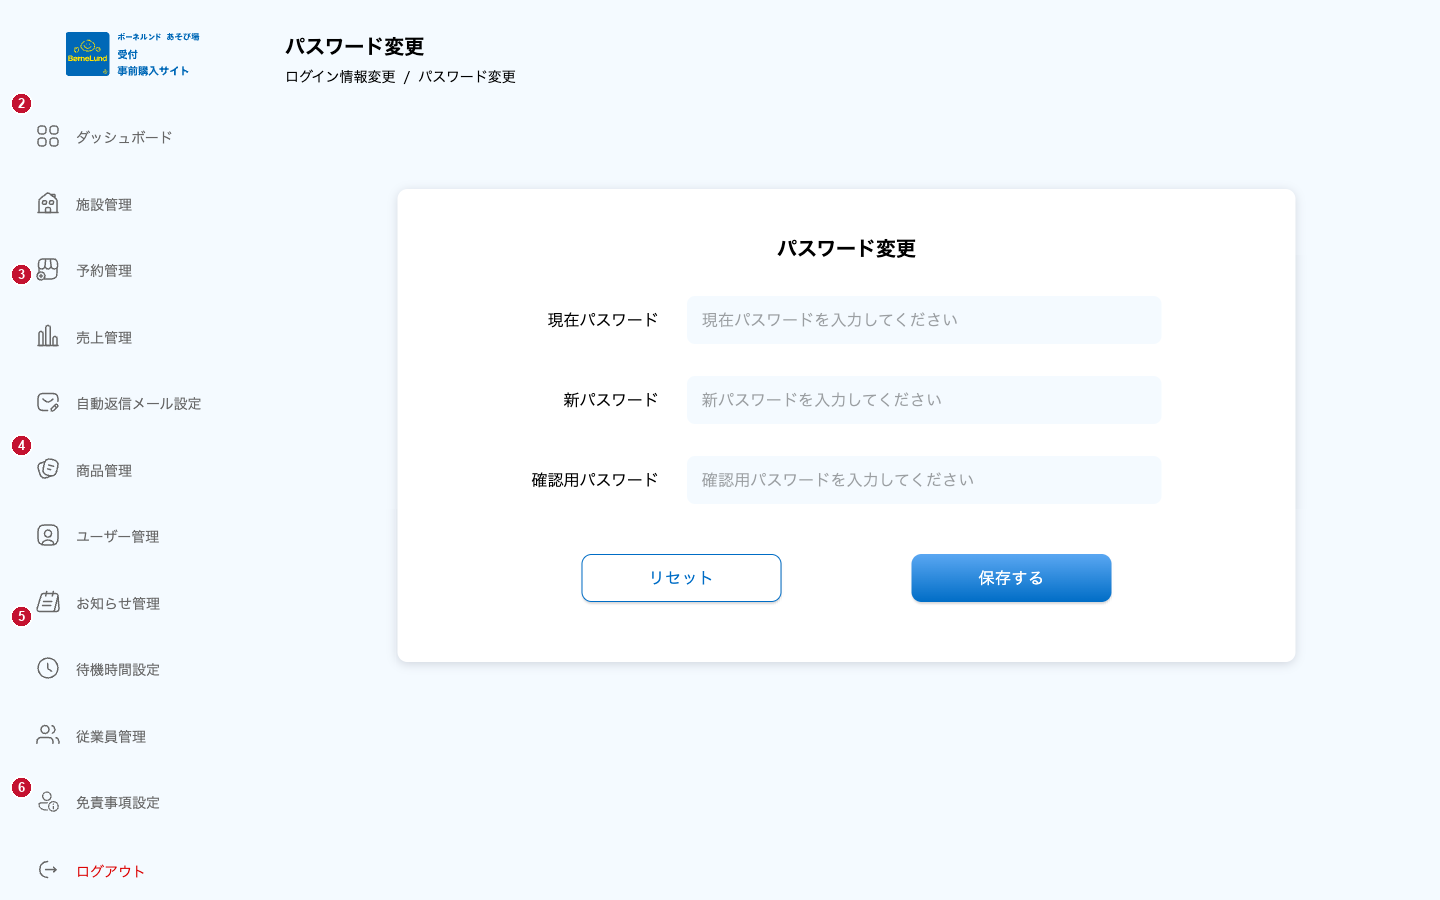 ボーネルンド あそび場
受付
事前購入サイト
BørneLund
パスワード変更
ログイン情報変更 / パスワード変更
2
ダッシュボード
施設管理
3
予約管理
売上管理
自動返信メール設定
4
商品管理
ユーザー管理
お知らせ管理
5
待機時間設定
従業員管理
6
免責事項設定
ログアウト
パスワード変更
現在パスワード
現在パスワードを入力してください
新パスワード
新パスワードを入力してください
確認用パスワード
確認用パスワードを入力してください
リセット
保存する